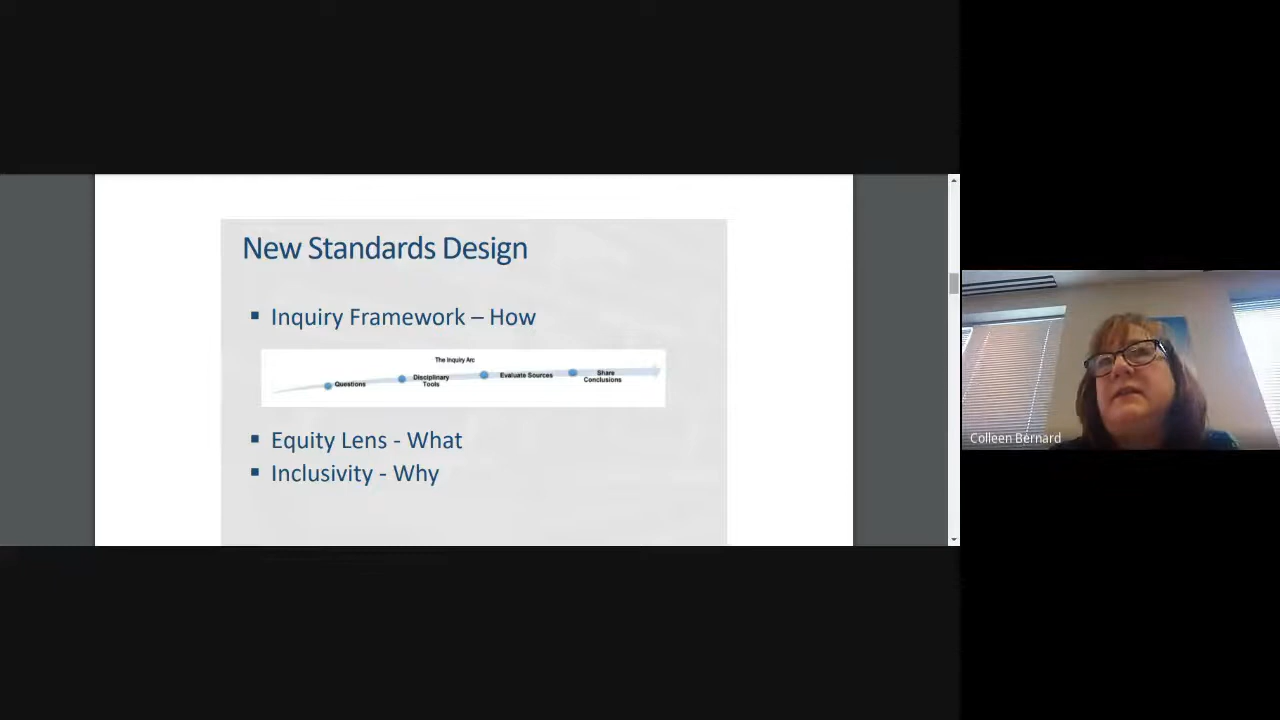 New Standards Design
▪ Inquiry Framework – How
The Inquiry Arc
Questions
Disciplinary
Tools
Evaluate Sources
Share
Conclusions
▪ Equity Lens - What
▪ Inclusivity - Why
Colleen Bernard